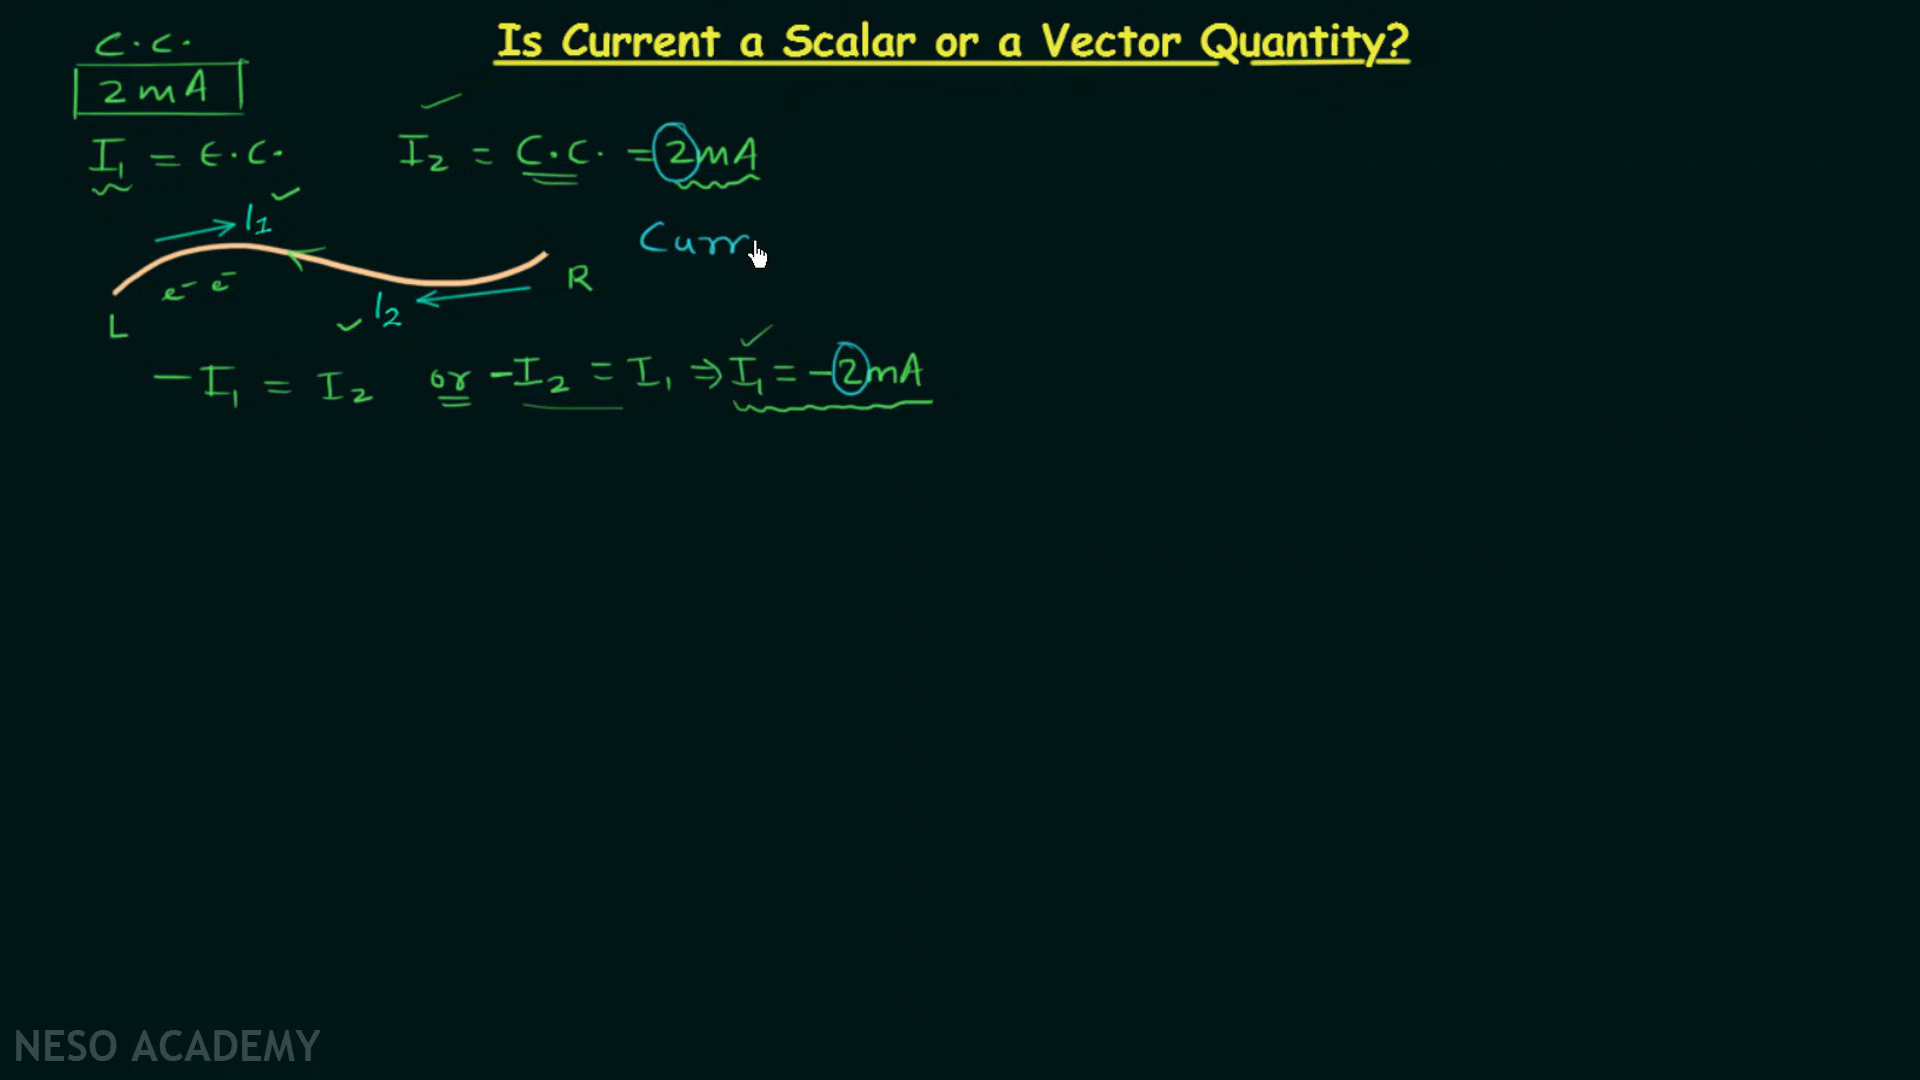 Is Current a Scalar or a Vector Quantity?
C.C.
2mA
I₁ = E.C. I₂ = C.C. = 2mA
I₁
Curr
e⁻ e⁻
R
I₂
L
-I₁ = I₂ or -I₂ = I₁ ⇒ I₁ = -2mA
NESO ACADEMY